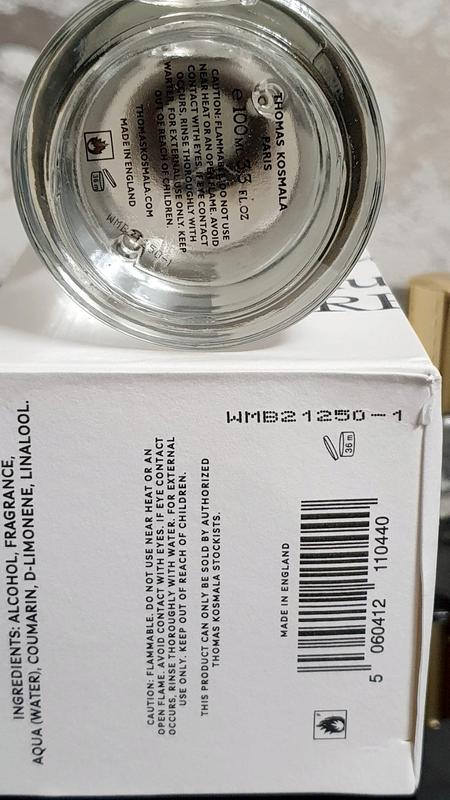 THOMAS KOSMALA
PARIS
e 100 ML 3.3 FL.OZ
CAUTION: FLAMMABLE. DO NOT USE
NEAR HEAT OR AN OPEN FLAME. AVOID
CONTACT WITH EYES. IF EYE CONTACT
OCCURS, RINSE THOROUGHLY WITH
WATER. FOR EXTERNAL USE ONLY. KEEP
OUT OF REACH OF CHILDREN
THOMASKOSMALA.COM
MADE IN ENGLAND
36 m
INGREDIENTS: ALCOHOL, FRAGRANCE,
AQUA (WATER), COUMARIN, D-LIMONENE, LINALOOL.
CAUTION: FLAMMABLE. DO NOT USE NEAR HEAT OR AN
OPEN FLAME. AVOID CONTACT WITH EYES. IF EYE CONTACT
OCCURS, RINSE THOROUGHLY WITH WATER. FOR EXTERNAL
USE ONLY. KEEP OUT OF REACH OF CHILDREN.
THIS PRODUCT CAN ONLY BE SOLD BY AUTHORIZED
THOMAS KOSMALA STOCKISTS.
WMB21250-1
36 m
MADE IN ENGLAND
5 060412 110440